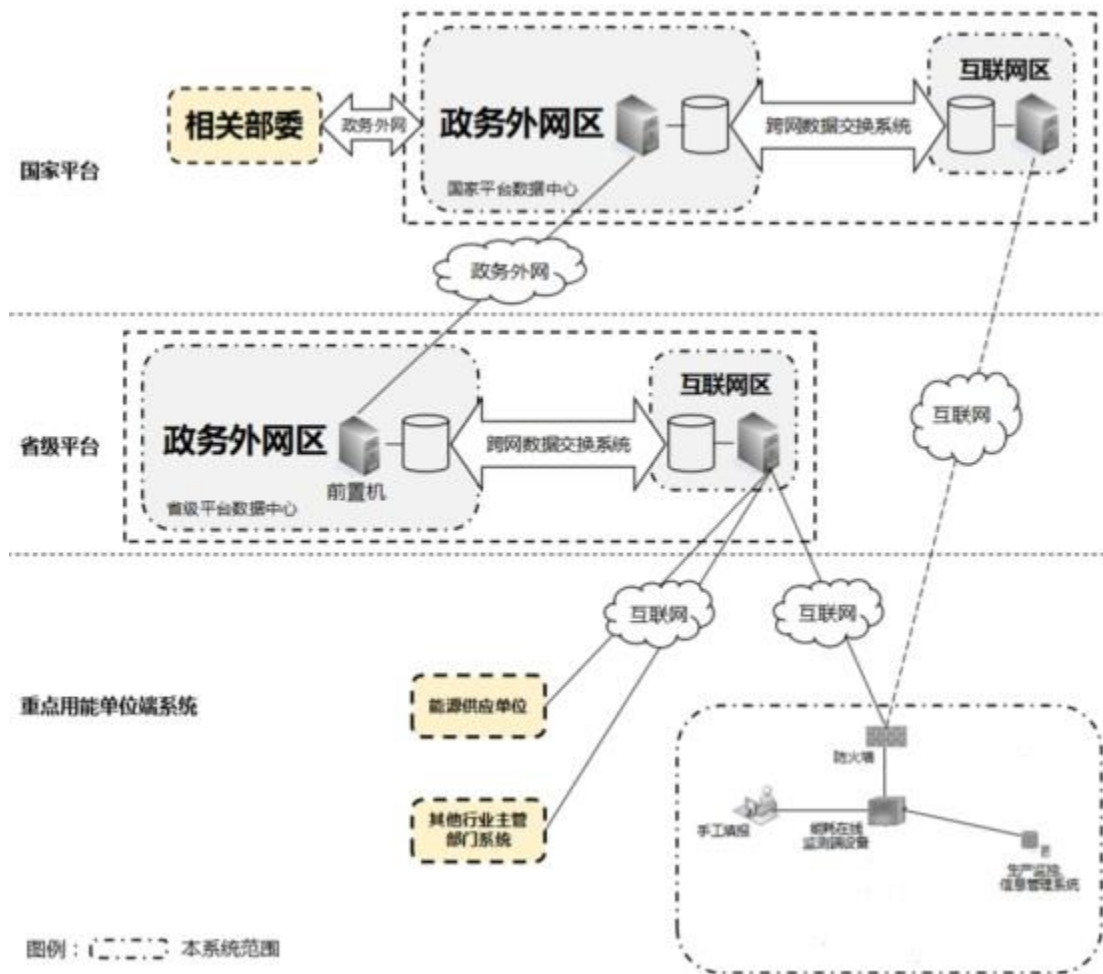 互联网区
相关部委
政务外网
政务外网区
跨网数据交换系统
国家平台
国家平台数据中心
政务外网
互联网区
互联网
政务外网区
跨网数据交换系统
省级平台
前置机
省级平台数据中心
互联网
互联网
重点用能单位端系统
能源供应单位
防火墙
其他行业主管
部门系统
手工填报
能耗在线
监测端设备
生产监控,
信息管理系统
图例：
本系统范围